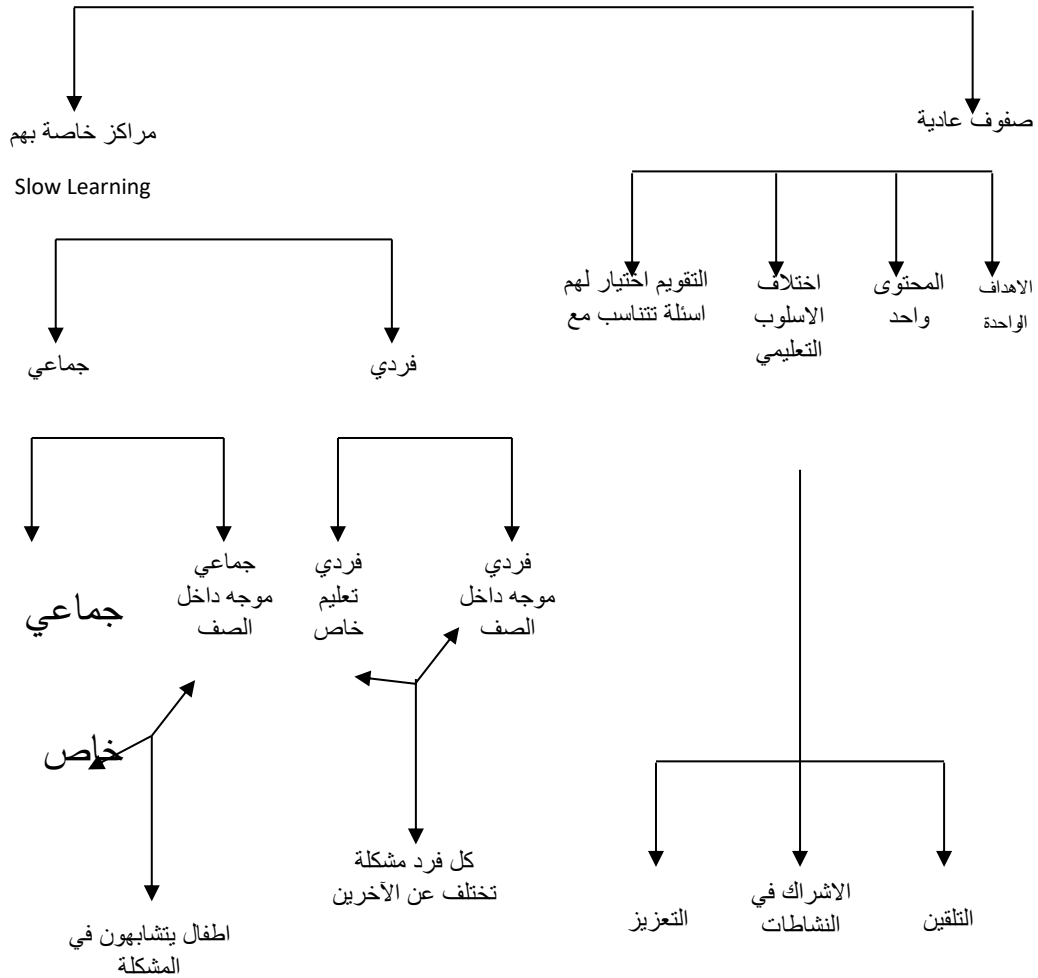 صفوف عادية
مراكز خاصة بهم
Slow Learning
الاهداف
الواحدة
المحتوى
واحد
اختلاف
الاسلوب
التعليمي
التقويم اختيار لهم
اسئلة تتناسب مع
فردي
جماعي
فردي
موجه داخل
الصف
فردي
تعليم
خاص
جماعي
موجه داخل
الصف
جماعي
خاص
كل فرد مشكلة
تختلف عن الآخرين
اطفال يتشابهون في
المشكلة
التلقين
الاشراك في
النشاطات
التعزيز